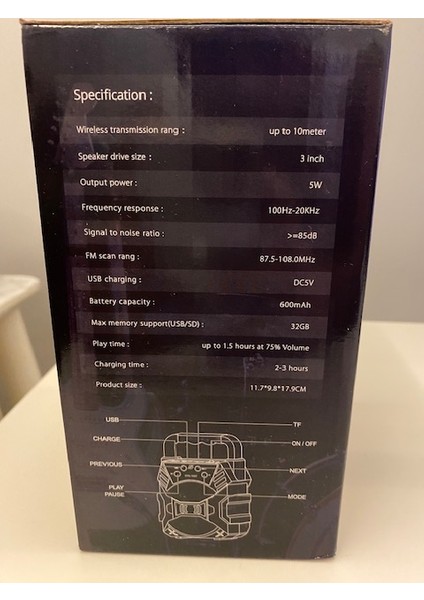 Specification :
Wireless transmission rang : up to 10meter
Speaker drive size : 3 inch
Output power : 5W
Frequency response : 100Hz-20KHz
Signal to noise ratio : >=85dB
FM scan rang : 87.5-108.0MHz
USB charging : DC5V
Battery capacity : 600mAh
Max memory support(USB/SD) : 32GB
Play time : up to 1.5 hours at 75% Volume
Charging time : 2-3 hours
Product size : 11.7*9.8*17.9CM
USB TF
CHARGE ON / OFF
PREVIOUS NEXT
PLAY
PAUSE MODE